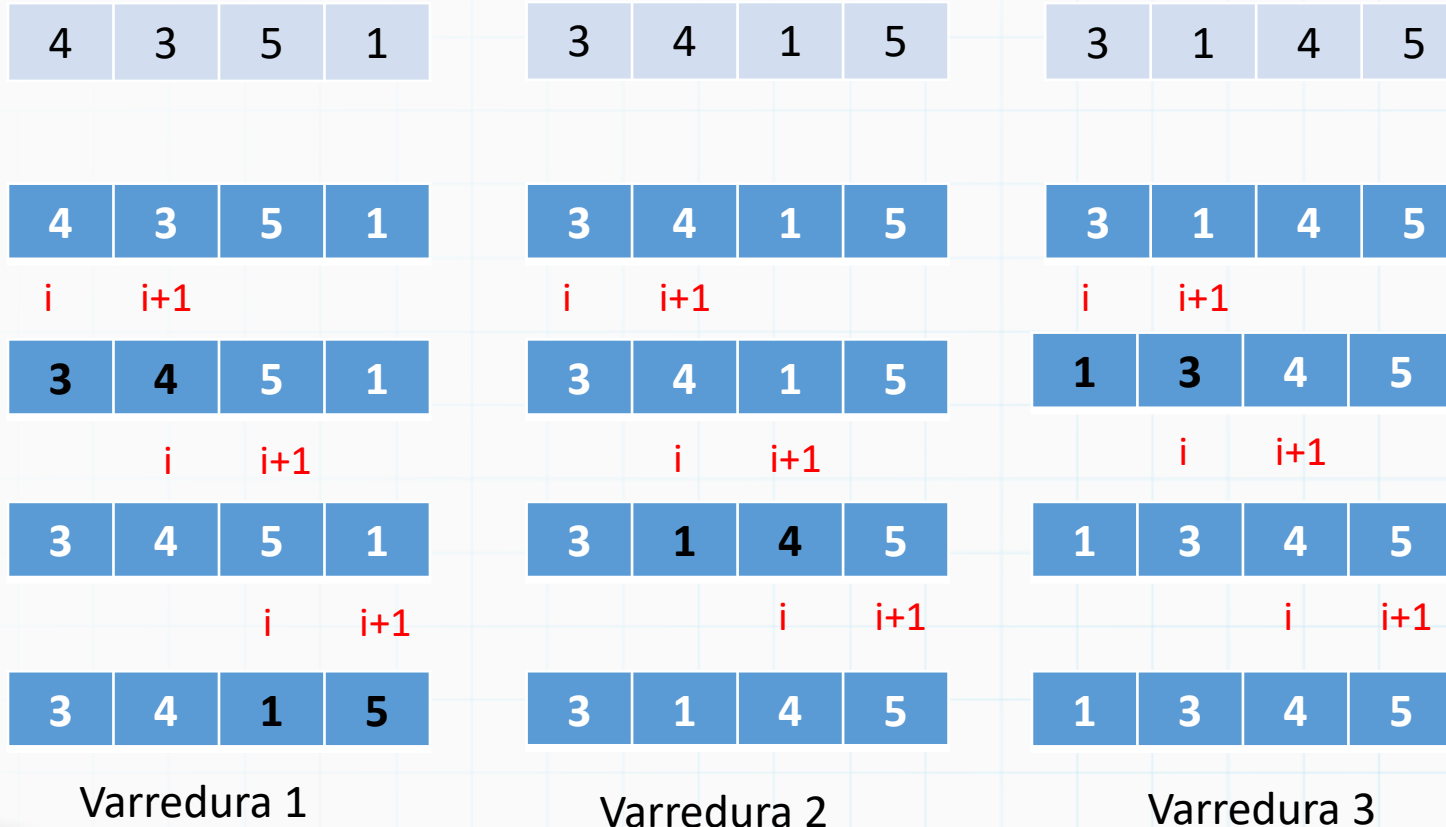 4 3 5 1
4 3 5 1
i i+1
3 4 5 1
i i+1
3 4 5 1
i i+1
3 4 1 5
Varredura 1
3 4 1 5
3 4 1 5
i i+1
3 4 1 5
i i+1
3 1 4 5
i i+1
3 1 4 5
Varredura 2
3 1 4 5
3 1 4 5
i i+1
1 3 4 5
i i+1
1 3 4 5
i i+1
1 3 4 5
Varredura 3